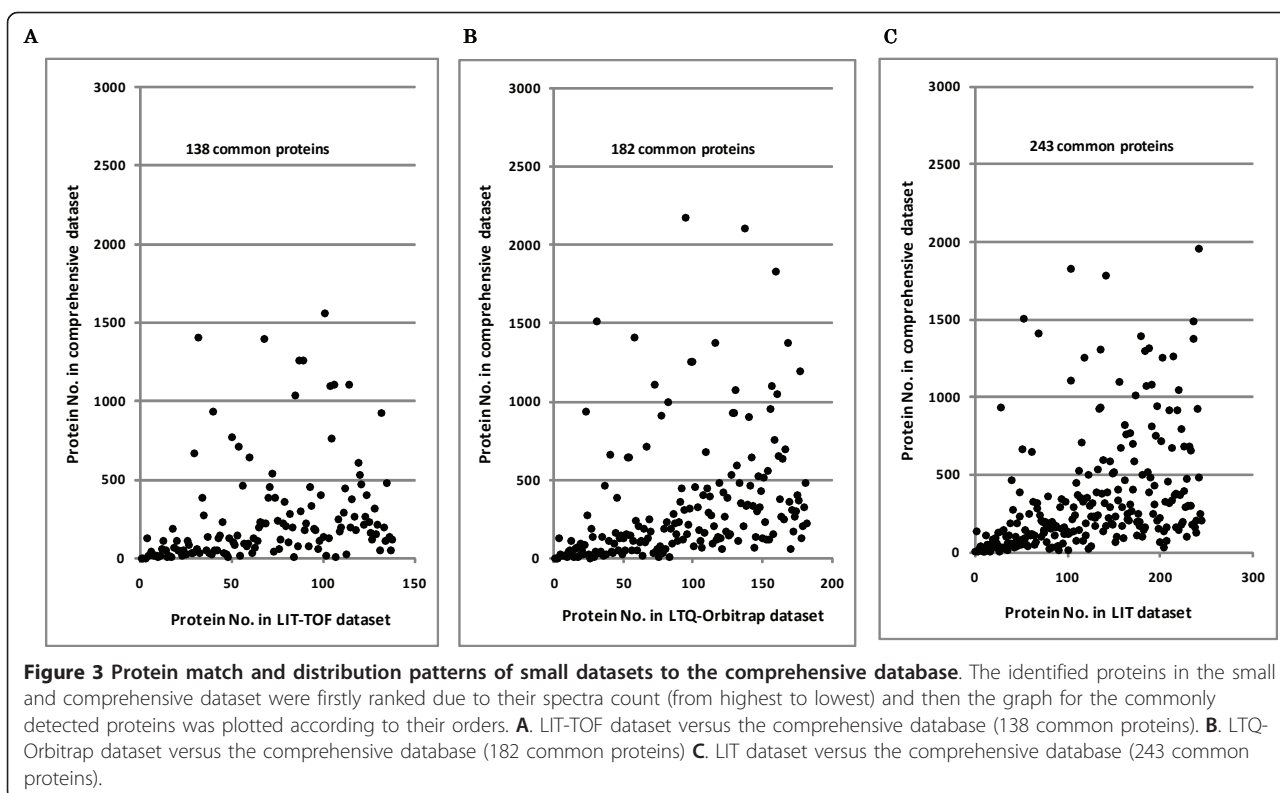 A
B
C
3000
2500
2000
1500
1000
500
0
0
50
100
150
138 common proteins
Protein No. in comprehensive dataset
Protein No. in LIT-TOF dataset
3000
2500
2000
1500
1000
500
0
0
50
100
150
200
182 common proteins
Protein No. in comprehensive dataset
Protein No. in LTQ-Orbitrap dataset
3000
2500
2000
1500
1000
500
0
0
100
200
300
243 common proteins
Protein No. in comprehensive dataset
Protein No. in LIT dataset
Figure 3 Protein match and distribution patterns of small datasets to the comprehensive database. The identified proteins in the small
and comprehensive dataset were firstly ranked due to their spectra count (from highest to lowest) and then the graph for the commonly
detected proteins was plotted according to their orders. A. LIT-TOF dataset versus the comprehensive database (138 common proteins). B. LTQ-
Orbitrap dataset versus the comprehensive database (182 common proteins) C. LIT dataset versus the comprehensive database (243 common
proteins).